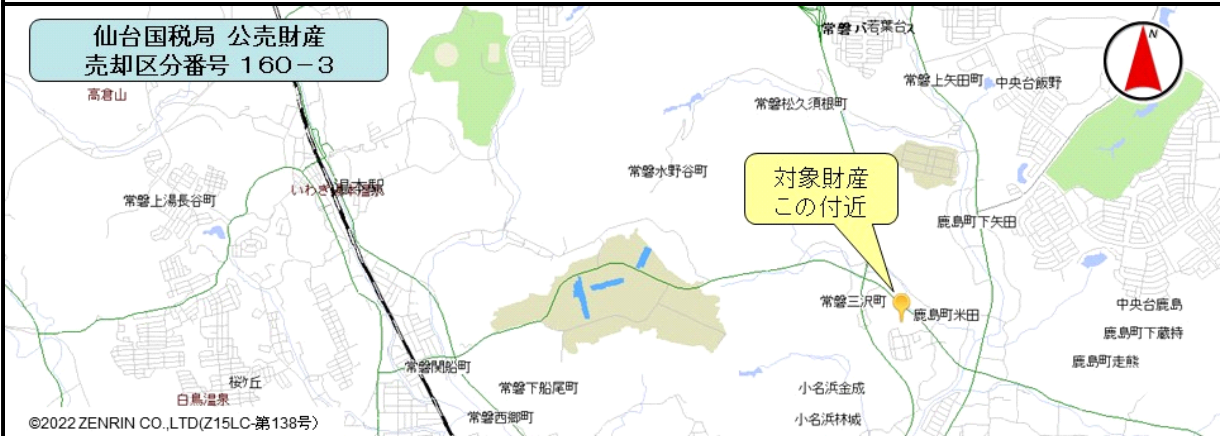 仙台国税局 公売財産
売却区分番号 160-3
N
常磐上矢田町
中央台飯野
高倉山
常磐松久須根町
常磐水野谷町
対象財産
この付近
常磐上湯長谷町
鹿島町下矢田
常磐三沢町
鹿島町米田
中央台鹿島
鹿島町下蔵持
鹿島町走熊
常磐関船町
桜ケ丘
常磐下船尾町
小名浜金成
白鳥温泉
常磐西郷町
小名浜林城
©2022 ZENRIN CO.,LTD(Z15LC-第138号)